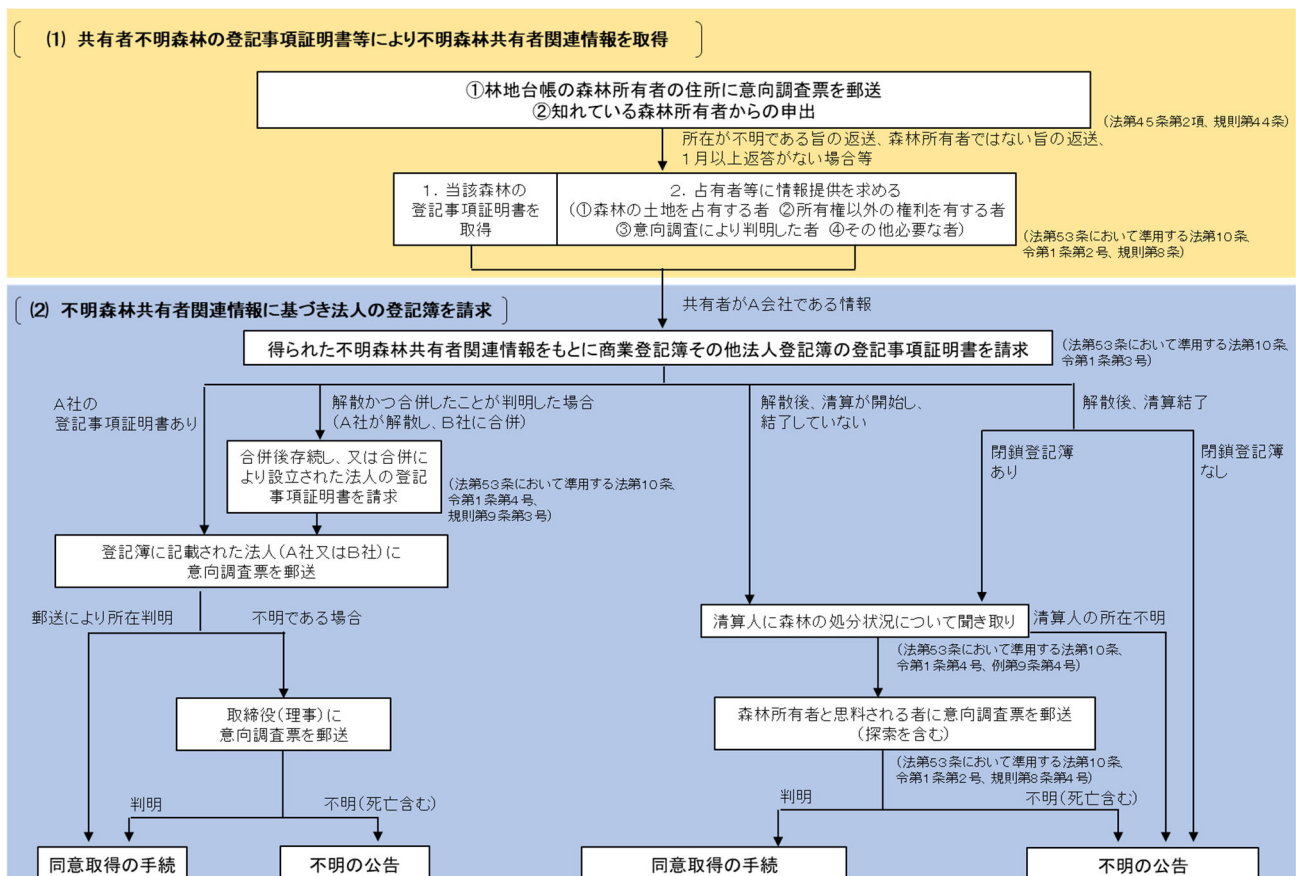 (1) 共有者不明森林の登記事項証明書等により不明森林共有者関連情報を取得
①林地台帳の森林所有者の住所に意向調査票を郵送
②知れている森林所有者からの申出
(法第45条第2項、規則第44条)
所在が不明である旨の返送、森林所有者ではない旨の返送、
1月以上返答がない場合等
1. 当該森林の
登記事項証明書を
取得
2. 占有者等に情報提供を求める
(①森林の土地を占有する者 ②所有権以外の権利を有する者
③意向調査により判明した者 ④その他必要な者)
(法第53条において準用する法第10条、
令第1条第2号、規則第8条)
(2) 不明森林共有者関連情報に基づき法人の登記簿を請求
共有者がA会社である情報
得られた不明森林共有者関連情報をもとに商業登記簿その他法人登記簿の登記事項証明書を請求
(法第53条において準用する法第10条、
令第1条第3号)
A社の
登記事項証明書あり
解散かつ合併したことが判明した場合
(A社が解散し、B社に合併)
解散後、清算が開始し、
結了していない
解散後、清算結了
合併後存続し、又は合併に
より設立された法人の登記
事項証明書を請求
(法第53条において準用する法第10条、
令第1条第4号、
規則第9条第3号)
閉鎖登記簿
あり
閉鎖登記簿
なし
登記簿に記載された法人(A社又はB社)に
意向調査票を郵送
郵送により所在判明
不明である場合
清算人に森林の処分状況について聞き取り
清算人の所在不明
(法第53条において準用する法第10条、
令第1条第4号、例第9条第4号)
取締役(理事)に
意向調査票を郵送
森林所有者と思料される者に意向調査票を郵送
(探索を含む)
(法第53条において準用する法第10条、
令第1条第2号、規則第8条第4号)
判明
不明(死亡含む)
判明
不明(死亡含む)
同意取得の手続
不明の公告
同意取得の手続
不明の公告